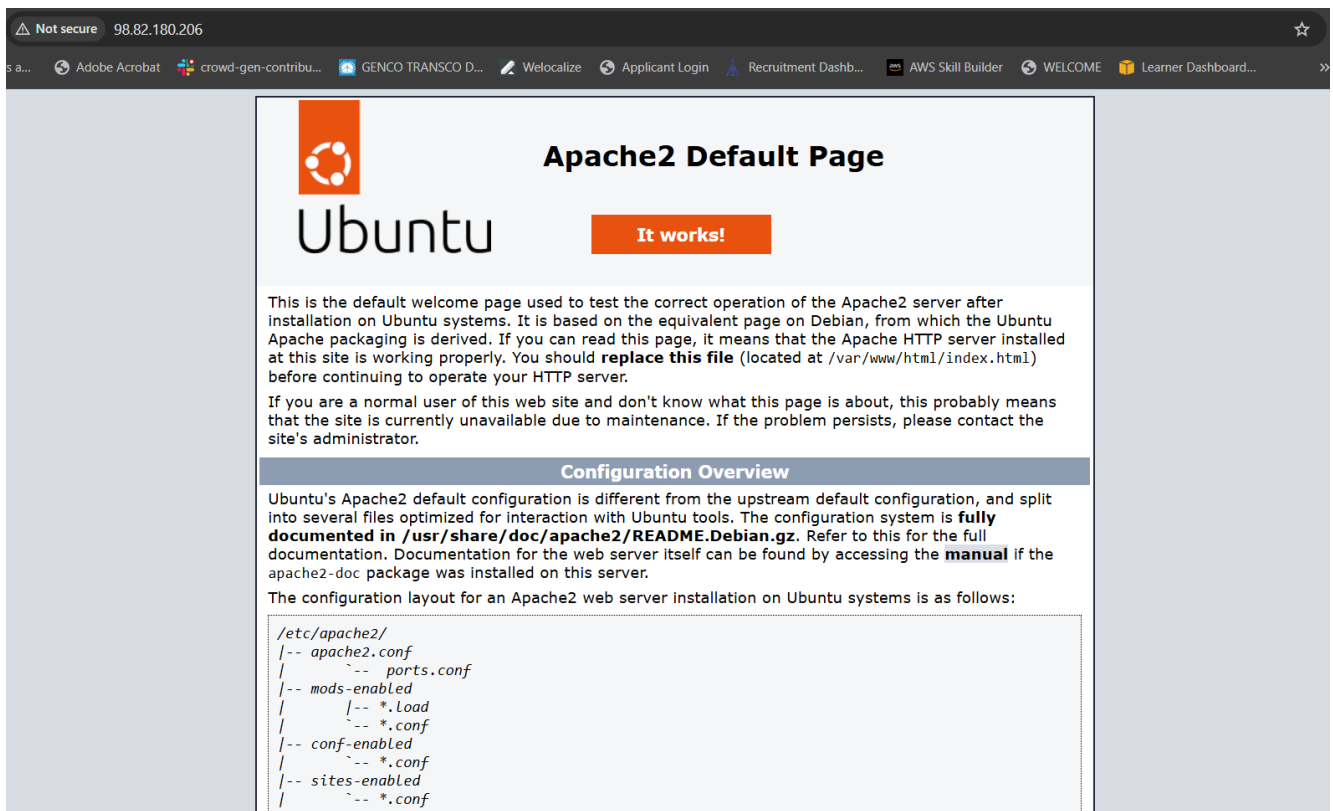 Not secure 98.82.180.206
s a... Adobe Acrobat crowd-gen-contribu... GENCO TRANSCO D... Welocalize Applicant Login Recruitment Dashb... aws AWS Skill Builder WELCOME Learner Dashboard... »
Apache2 Default Page
Ubuntu
It works!
This is the default welcome page used to test the correct operation of the Apache2 server after
installation on Ubuntu systems. It is based on the equivalent page on Debian, from which the Ubuntu
Apache packaging is derived. If you can read this page, it means that the Apache HTTP server installed
at this site is working properly. You should replace this file (located at /var/www/html/index.html)
before continuing to operate your HTTP server.
If you are a normal user of this web site and don't know what this page is about, this probably means
that the site is currently unavailable due to maintenance. If the problem persists, please contact the
site's administrator.
Configuration Overview
Ubuntu's Apache2 default configuration is different from the upstream default configuration, and split
into several files optimized for interaction with Ubuntu tools. The configuration system is fully
documented in /usr/share/doc/apache2/README.Debian.gz. Refer to this for the full
documentation. Documentation for the web server itself can be found by accessing the manual if the
apache2-doc package was installed on this server.
The configuration layout for an Apache2 web server installation on Ubuntu systems is as follows:
/etc/apache2/
|-- apache2.conf
|       `--  ports.conf
|-- mods-enabled
|       |-- *.load
|       `-- *.conf
|-- conf-enabled
|       `-- *.conf
|-- sites-enabled
|       `-- *.conf